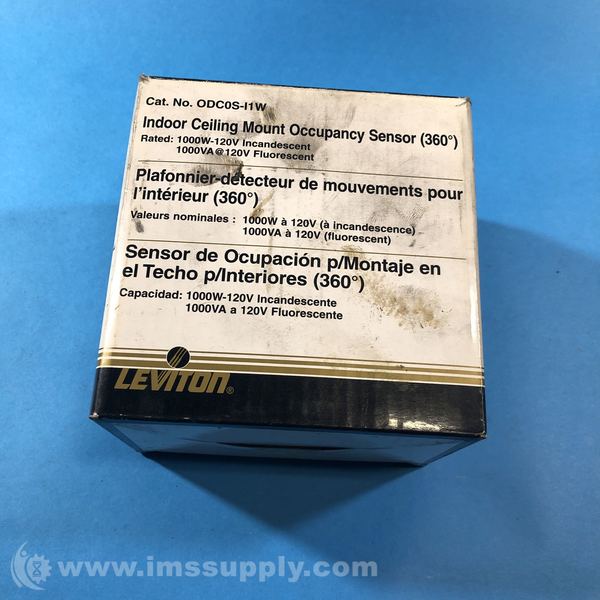 Cat. No. ODC0S-I1W
Indoor Ceiling Mount Occupancy Sensor (360°)
Rated: 1000W-120V Incandescent
1000VA@120V Fluorescent
Plafonnier-détecteur de mouvements pour
l'intérieur (360°)
Valeurs nominales : 1000W à 120V (à incandescence)
1000VA à 120V (fluorescent)
Sensor de Ocupación p/Montaje en
el Techo p/Interiores (360°)
Capacidad: 1000W-120V Incandescente
1000VA a 120V Fluorescente
LEVITON®
www.imssupply.com